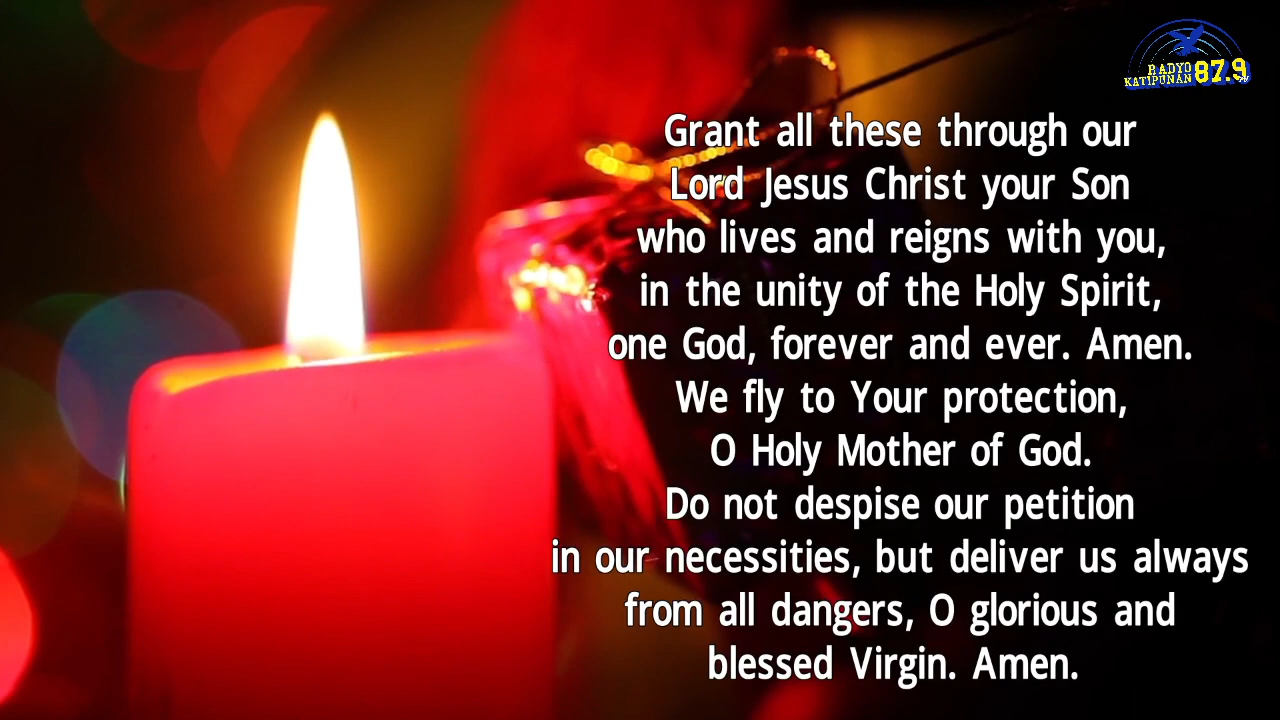 RADYO
KATIPUNAN 87.9
Grant all these through our
Lord Jesus Christ your Son
who lives and reigns with you,
in the unity of the Holy Spirit,
one God, forever and ever. Amen.
We fly to Your protection,
O Holy Mother of God.
Do not despise our petition
in our necessities, but deliver us always
from all dangers, O glorious and
blessed Virgin. Amen.